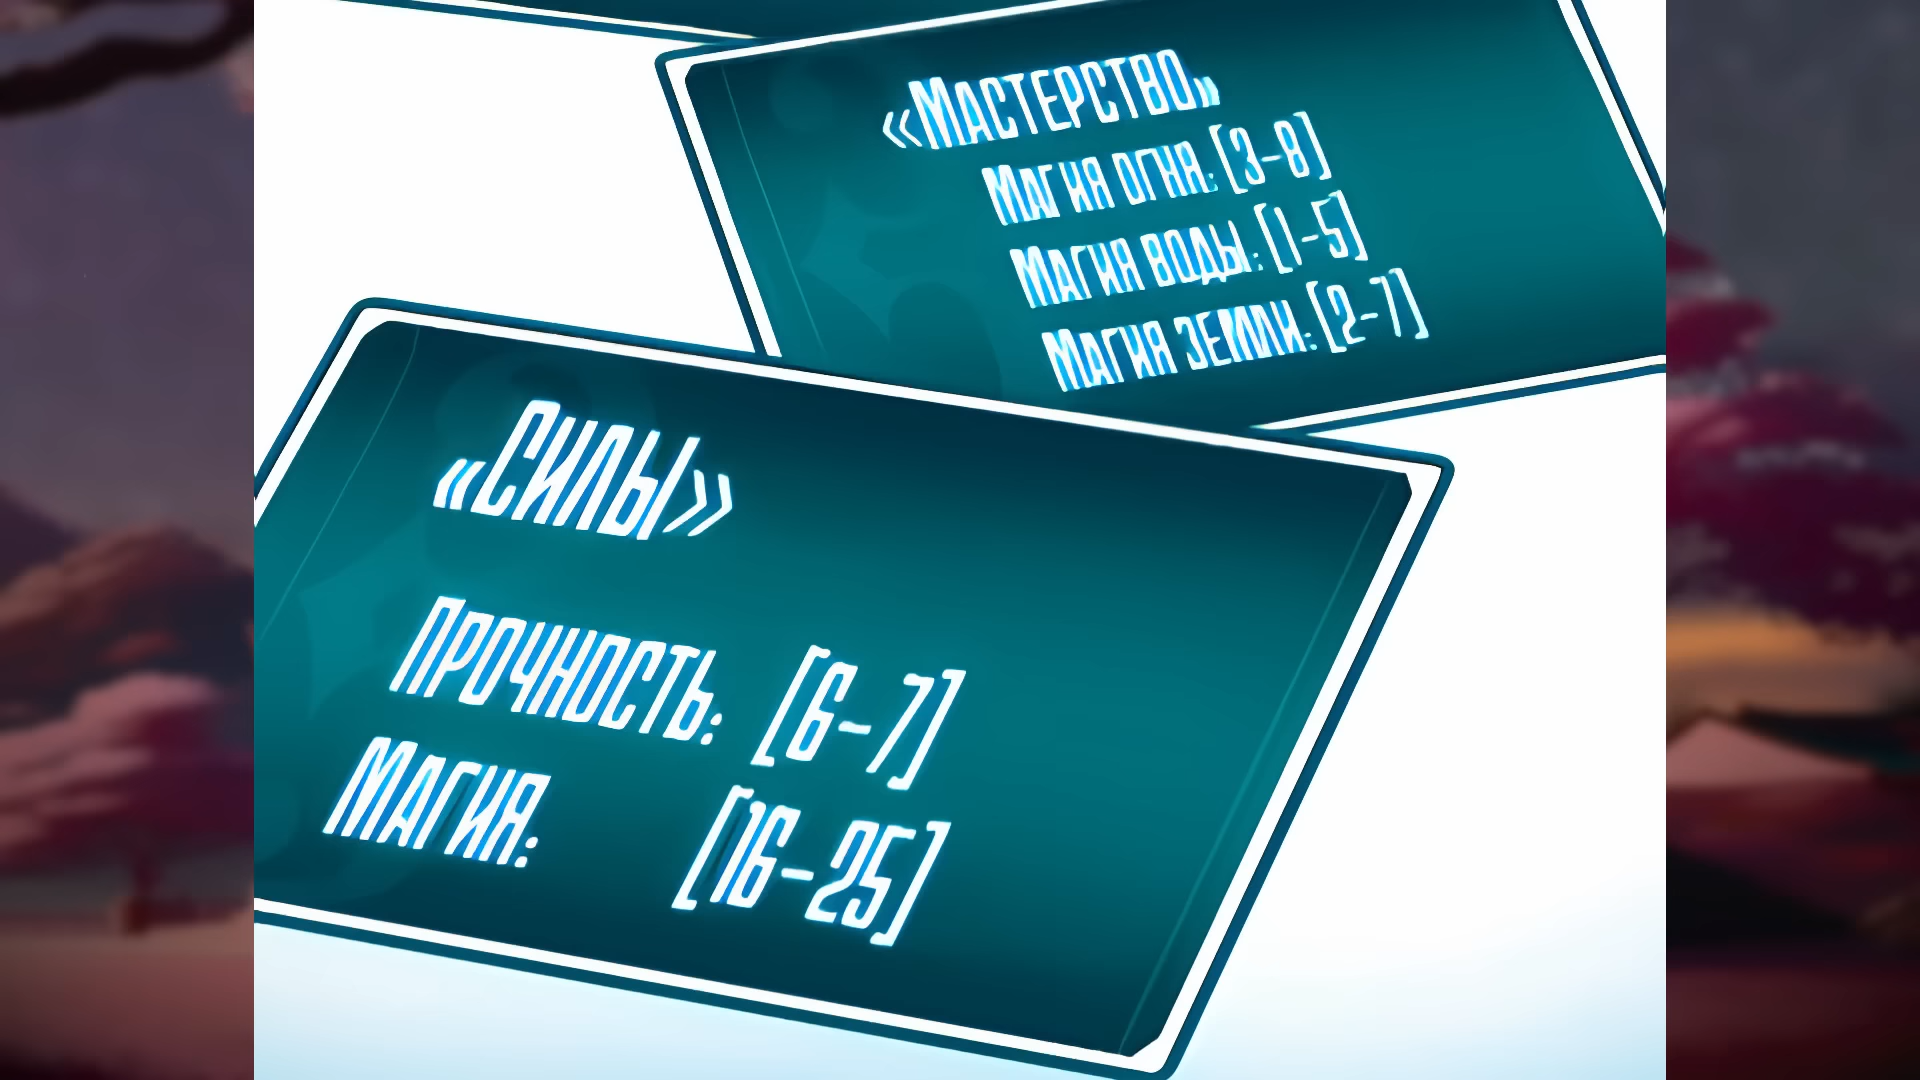 «Мастерство»
Магия огня: [3-8]
Магия воды: [1-5]
Магия земли: [2-7]
«Силы»
Прочность: [6-7]
Магия: [16-25]